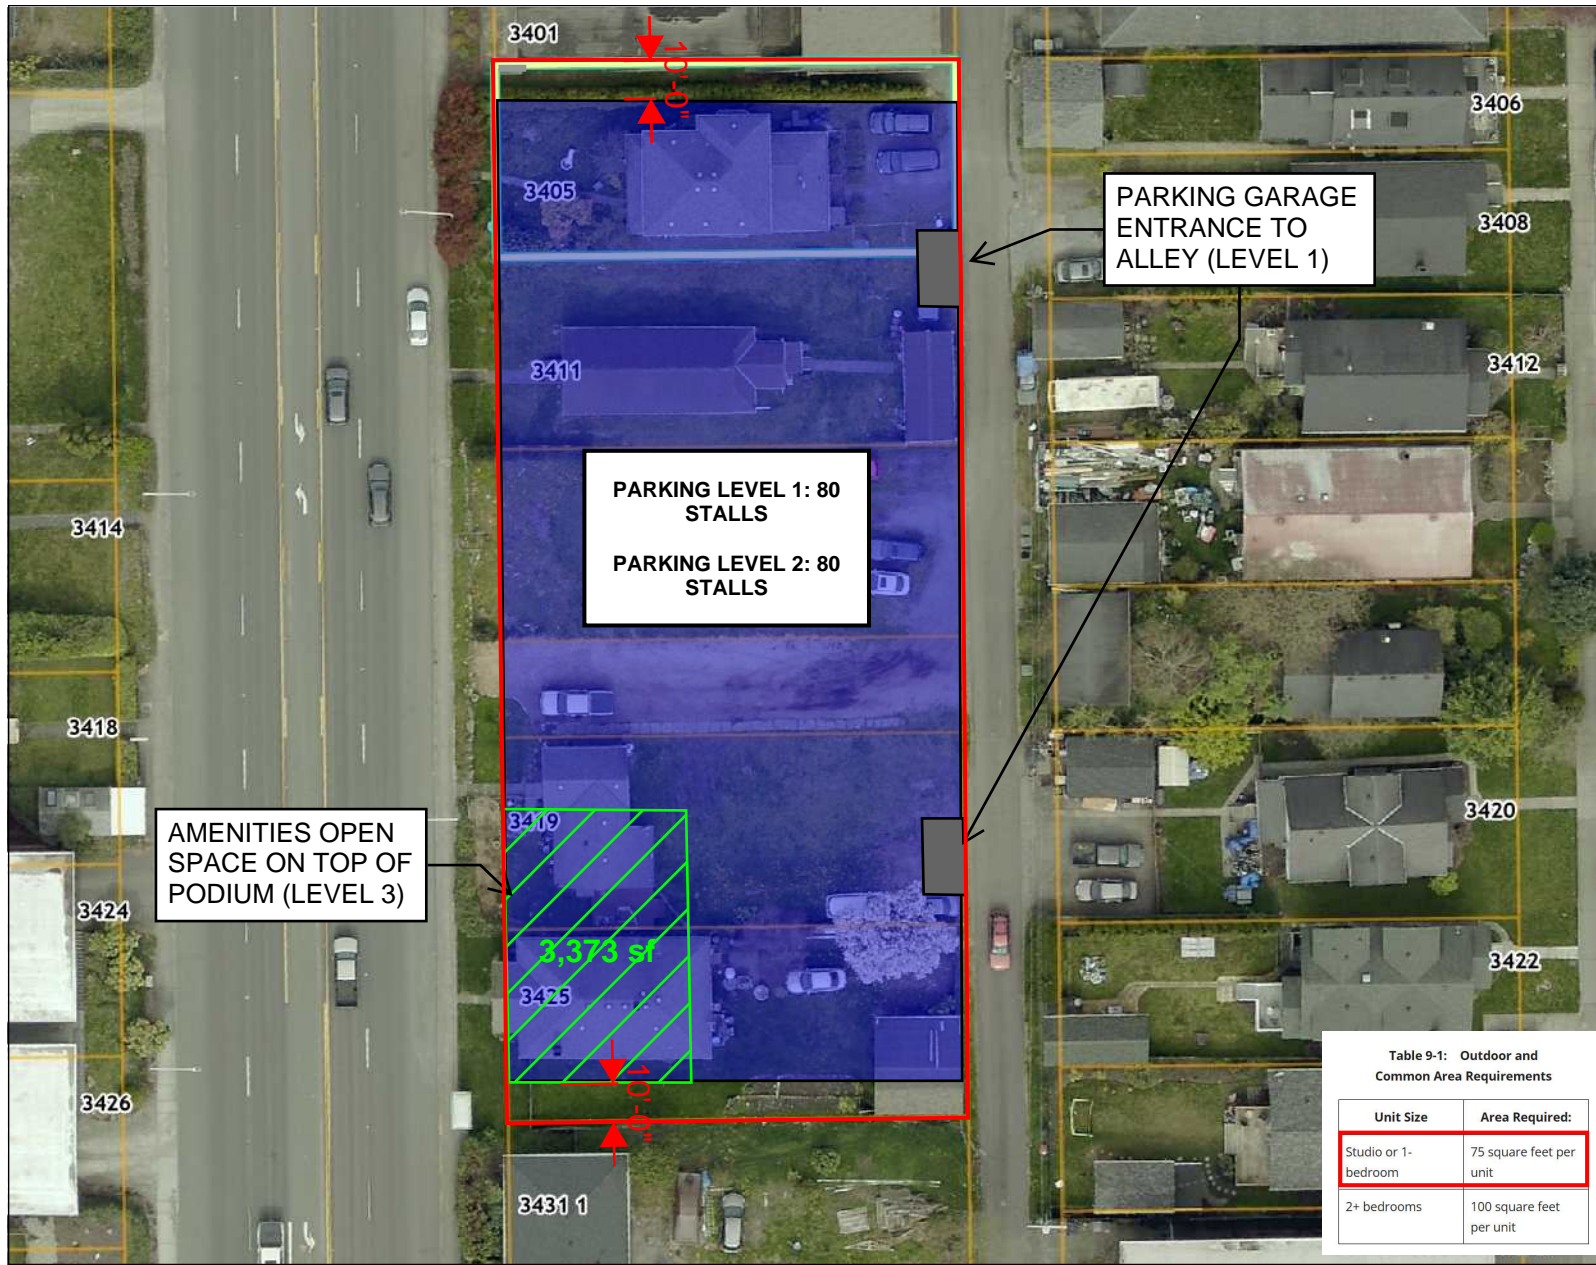 3401
10'-0"
3406
3405
PARKING GARAGE
ENTRANCE TO
ALLEY (LEVEL 1)
3408
3411
3412
PARKING LEVEL 1: 80
STALLS
PARKING LEVEL 2: 80
STALLS
3414
3418
AMENITIES OPEN
SPACE ON TOP OF
PODIUM (LEVEL 3)
3419
3420
3424
3,373 sf
3425
3422
3426
10'-0"
3431 1
Table 9-1: Outdoor and
Common Area Requirements
Unit Size Area Required:
Studio or 1-
bedroom
75 square feet per
unit
2+ bedrooms
100 square feet
per unit